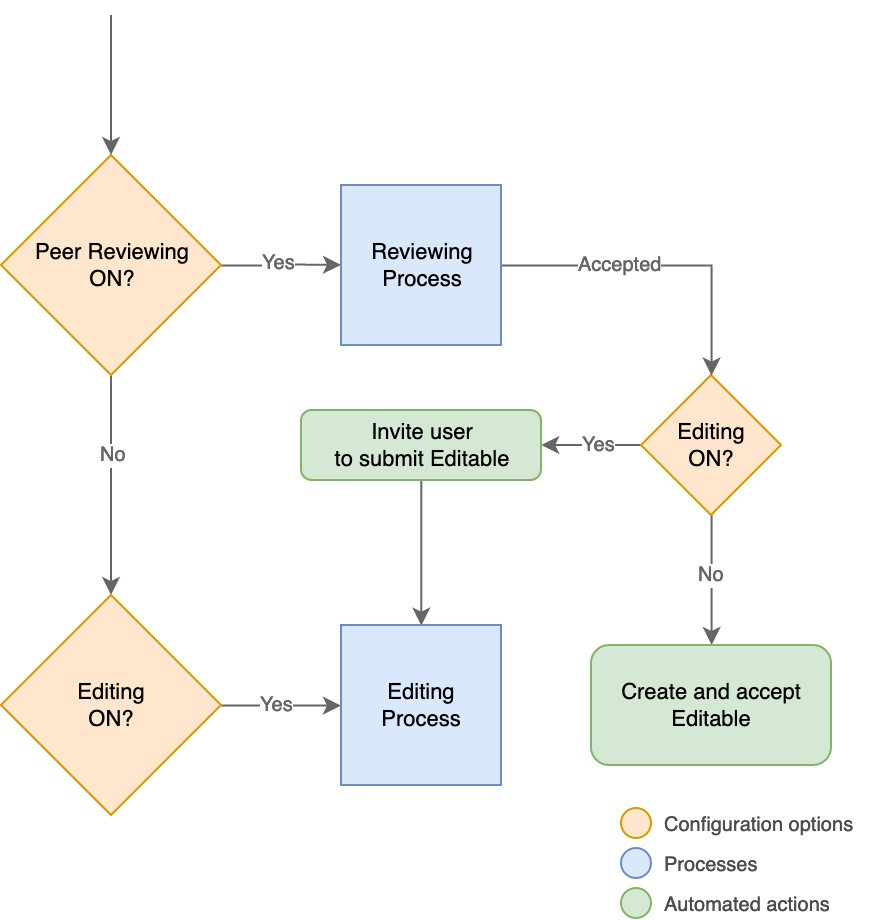 Peer Reviewing
ON?
Yes
Reviewing
Process
Accepted
No
Invite user
to submit Editable
Yes
Editing
ON?
No
Editing
ON?
Yes
Editing
Process
Create and accept
Editable
Configuration options
Processes
Automated actions